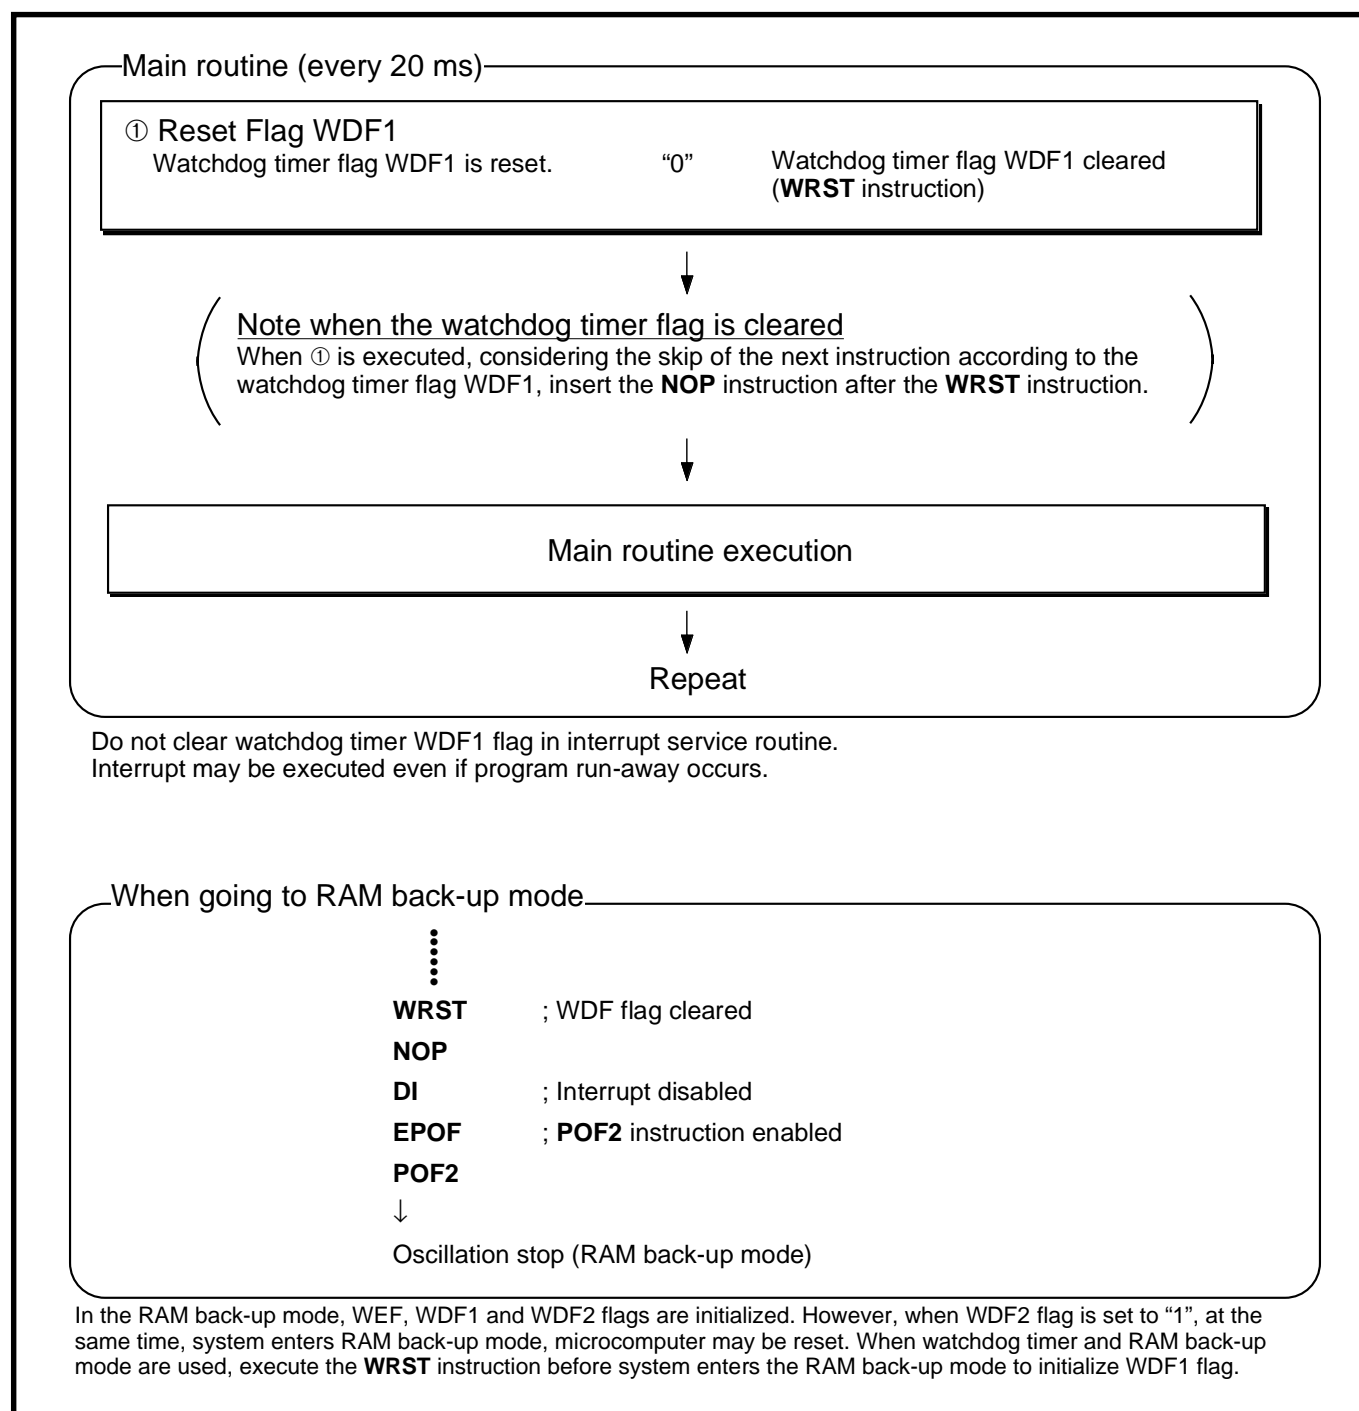 Main routine (every 20 ms)
① Reset Flag WDF1
Watchdog timer flag WDF1 is reset. “0” Watchdog timer flag WDF1 cleared
(WRST instruction)
Note when the watchdog timer flag is cleared
When ① is executed, considering the skip of the next instruction according to the
watchdog timer flag WDF1, insert the NOP instruction after the WRST instruction.
Main routine execution
Repeat
Do not clear watchdog timer WDF1 flag in interrupt service routine.
Interrupt may be executed even if program run-away occurs.
When going to RAM back-up mode
WRST ; WDF flag cleared
NOP
DI ; Interrupt disabled
EPOF ; POF2 instruction enabled
POF2
↓
Oscillation stop (RAM back-up mode)
In the RAM back-up mode, WEF, WDF1 and WDF2 flags are initialized. However, when WDF2 flag is set to “1”, at the
same time, system enters RAM back-up mode, microcomputer may be reset. When watchdog timer and RAM back-up
mode are used, execute the WRST instruction before system enters the RAM back-up mode to initialize WDF1 flag.